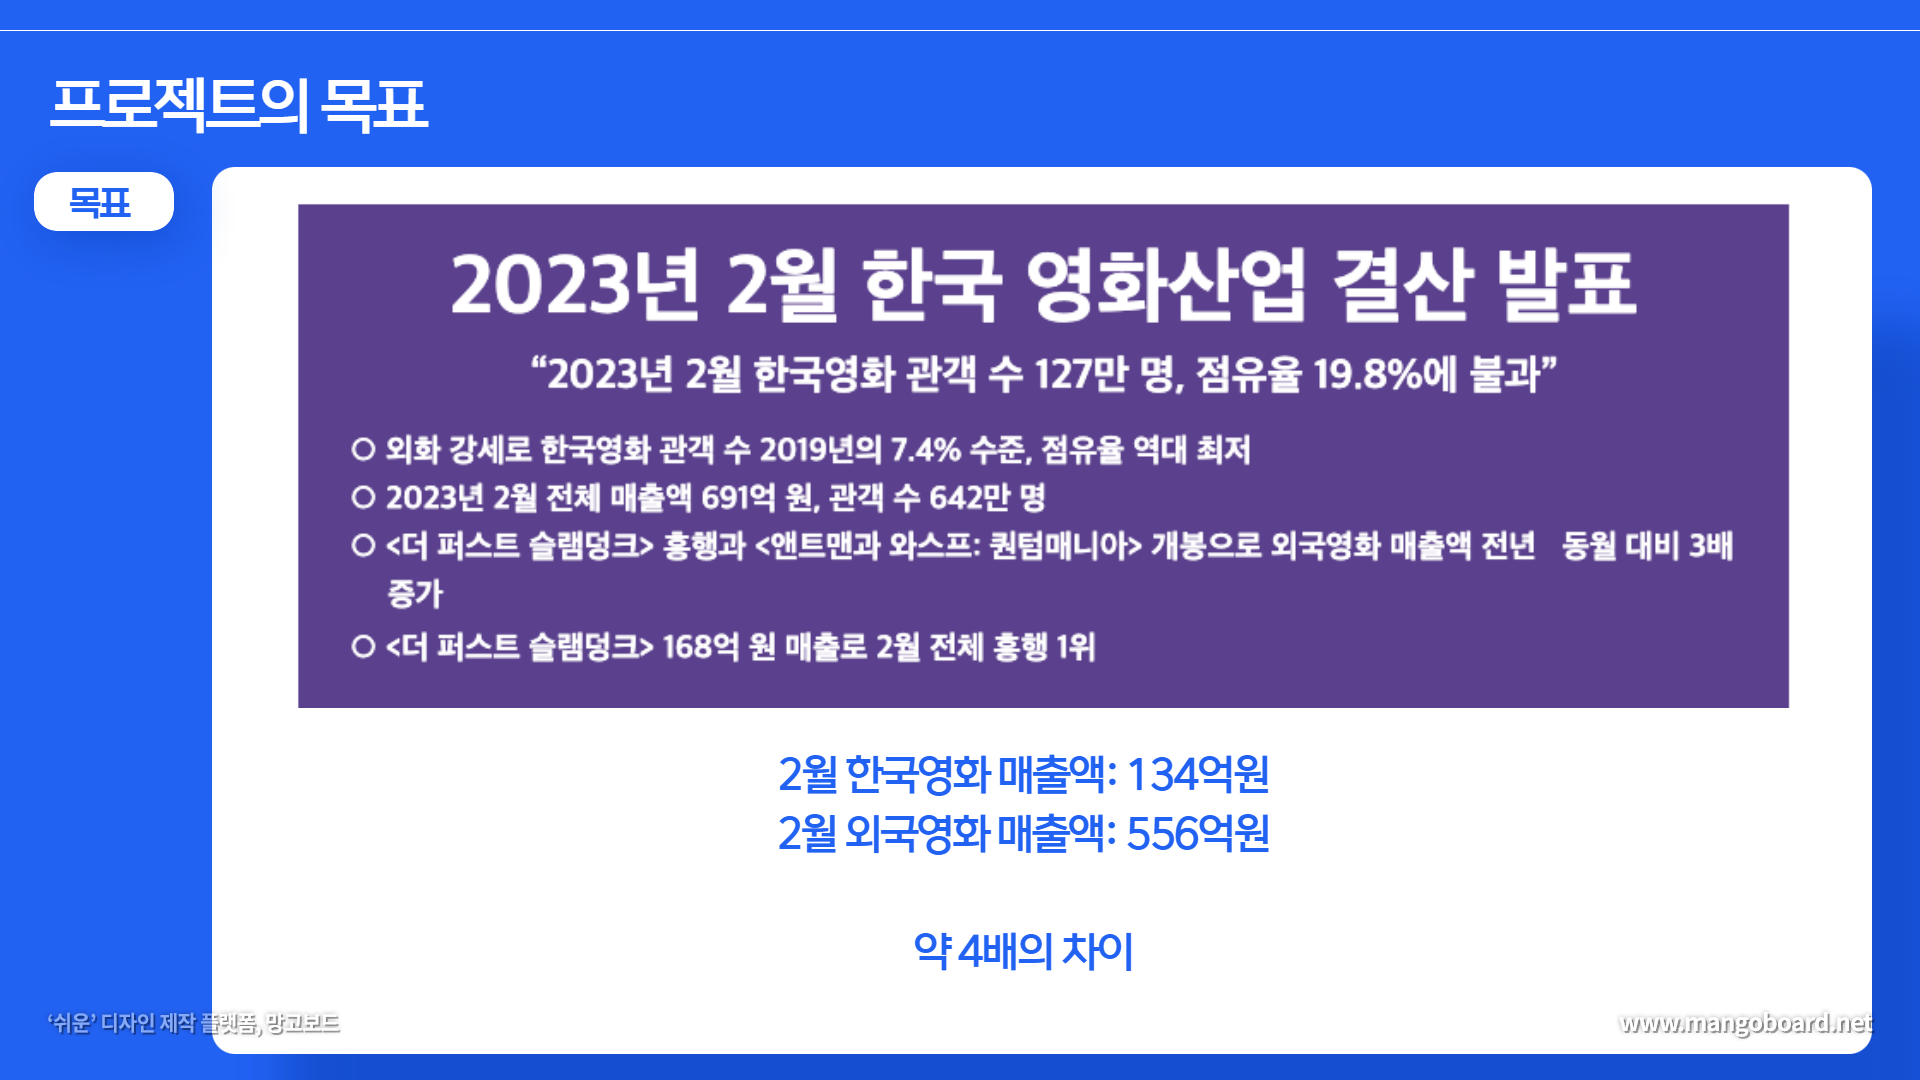 프로젝트의 목표
목표
2023년 2월 한국 영화산업 결산 발표
“2023년 2월 한국영화 관객 수 127만 명, 점유율 19.8%에 불과”
○ 외화 강세로 한국영화 관객 수 2019년의 7.4% 수준, 점유율 역대 최저
○ 2023년 2월 전체 매출액 691억 원, 관객 수 642만 명
○ <더 퍼스트 슬램덩크> 흥행과 <앤트맨과 와스프: 퀀텀매니아> 개봉으로 외국영화 매출액 전년 동월 대비 3배
증가
○ <더 퍼스트 슬램덩크> 168억 원 매출로 2월 전체 흥행 1위
2월 한국영화 매출액: 134억원
2월 외국영화 매출액: 556억원
약 4배의 차이
‘쉬운’ 디자인 제작 플랫폼, 망고보드
www.mangoboard.net